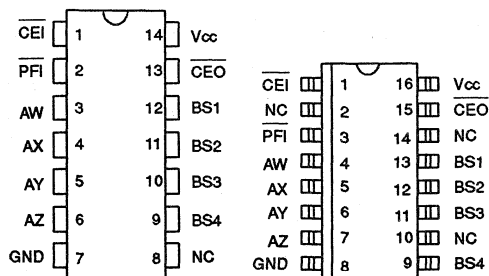 CEI 1 14 Vcc
PFI 2 13 CEO
AW 3 12 BS1
AX 4 11 BS2
AY 5 10 BS3
AZ 6 9 BS4
GND 7 8 NC
CEI 1 16 Vcc
NC 2 15 CEO
PFI 3 14 NC
AW 4 13 BS1
AX 5 12 BS2
AY 6 11 BS3
AZ 7 10 NC
GND 8 9 BS4